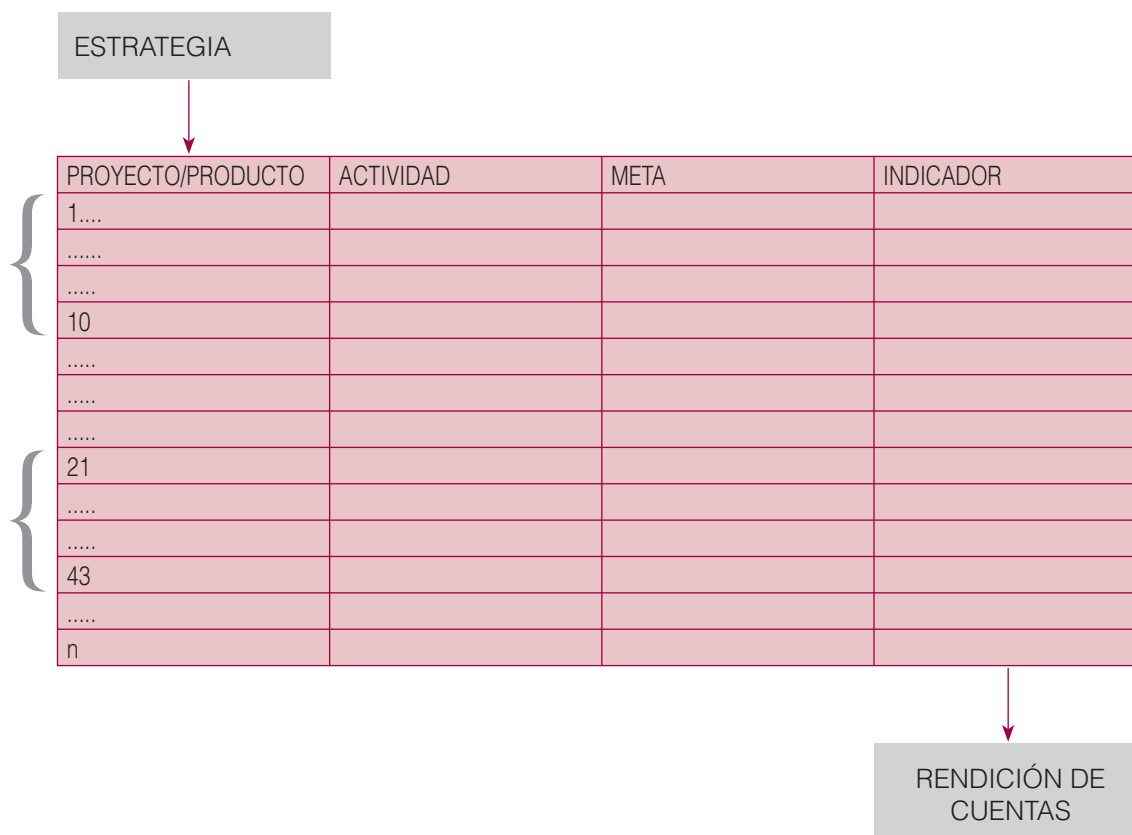 ESTRATEGIA
PROYECTO/PRODUCTO ACTIVIDAD META INDICADOR
1....
......
.....
10
.....
.....
.....
21
.....
.....
43
.....
n
RENDICIÓN DE
CUENTAS